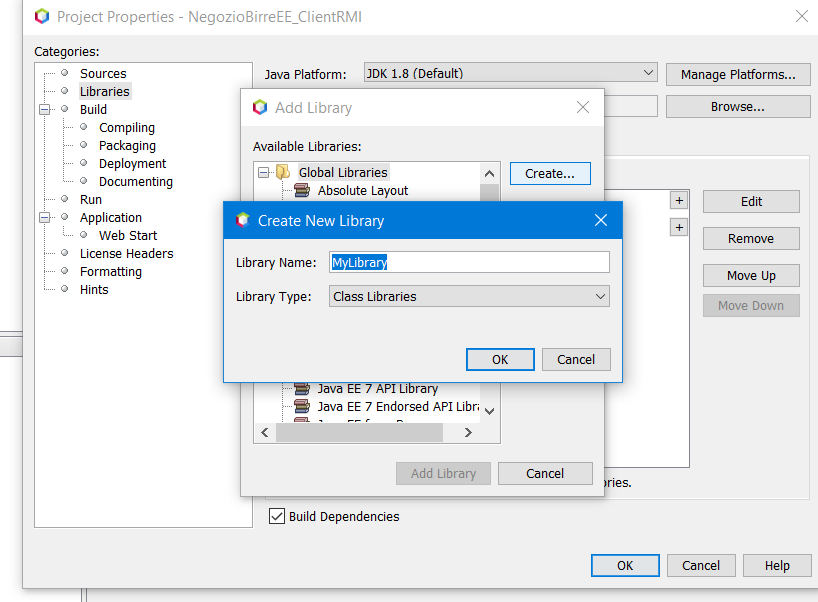 Project Properties - NegozioBirreEE_ClientRMI
Categories:
Sources
Libraries
Build
Compiling
Packaging
Deployment
Documenting
Run
Application
Web Start
License Headers
Formatting
Hints
Java Platform:
JDK 1.8 (Default)
Manage Platforms...
Browse...
Add Library
Available Libraries:
Global Libraries
Absolute Layout
Create...
Create New Library
Library Name:
MyLibrary
Library Type:
Class Libraries
OK
Cancel
Java EE 7 API Library
Java EE 7 Endorsed API Libra
Add Library
Cancel
+
+
Edit
Remove
Move Up
Move Down
ries.
Build Dependencies
OK
Cancel
Help